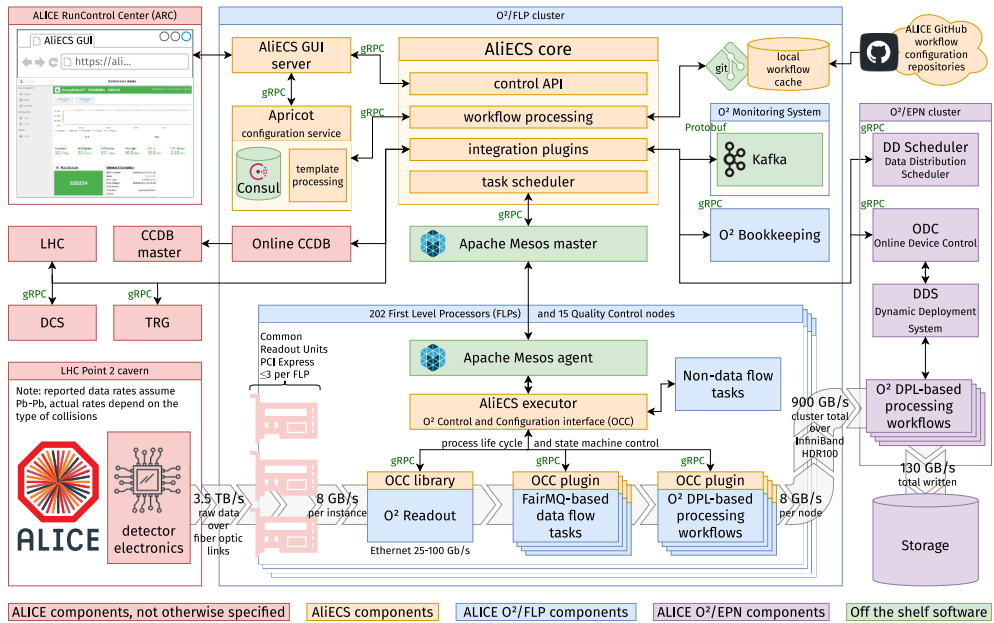 ALICE RunControl Center (ARC)
AliECS GUI
https://ali...
O²/FLP cluster
AliECS GUI
server
gRPC
gRPC
Apricot
configuration service
gRPC
Consul
template
processing
AliECS core
control API
workflow processing
integration plugins
task scheduler
gRPC
git
local
workflow
cache
ALICE GitHub
workflow
configuration
repositories
O² Monitoring System
Protobuf
Kafka
gRPC
O² Bookkeeping
O²/EPN cluster
gRPC
DD Scheduler
Data Distribution
Scheduler
gRPC
ODC
Online Device Control
DDS
Dynamic Deployment
System
O² DPL-based
processing
workflows
LHC
CCDB
master
Online CCDB
Apache Mesos master
gRPC
gRPC
DCS
TRG
202 First Level Processors (FLPs)
and 15 Quality Control nodes
Common
Readout Units
PCI Express
≤3 per FLP
Apache Mesos agent
AliECS executor
O² Control and Configuration interface (OCC)
Non-data flow
tasks
process life cycle
and state machine control
gRPC
gRPC
gRPC
OCC library
O² Readout
Ethernet 25-100 Gb/s
OCC plugin
FairMQ-based
data flow
tasks
OCC plugin
O² DPL-based
processing
workflows
LHC Point 2 cavern
Note: reported data rates assume
Pb-Pb, actual rates depend on the
type of collisions
ALICE
detector
electronics
3.5 TB/s
raw data
over
fiber optic
links
8 GB/s
per instance
8 GB/s
per node
900 GB/s
cluster total
over
InfiniBand
HDR100
130 GB/s
total written
Storage
ALICE components, not otherwise specified
AliECS components
ALICE O²/FLP components
ALICE O²/EPN components
Off the shelf software